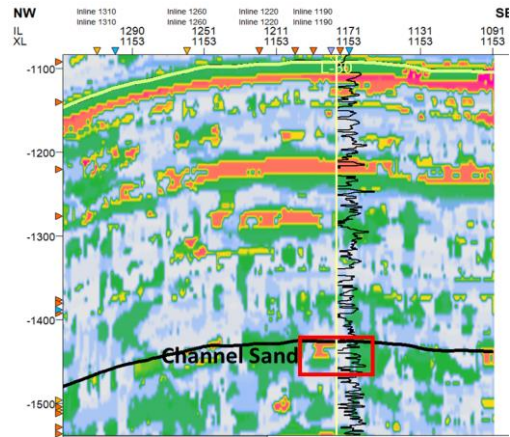 NW Inline 1310 Inline 1260 Inline 1220 Inline 1190 SE
Inline 1310 Inline 1260 Inline 1220 Inline 1190
IL 1290 1251 1211 1171 1131 1091
XL 1153 1153 1153 1153 1153 1153
-1100
-1200
-1300
-1400
Channel Sand
-1500